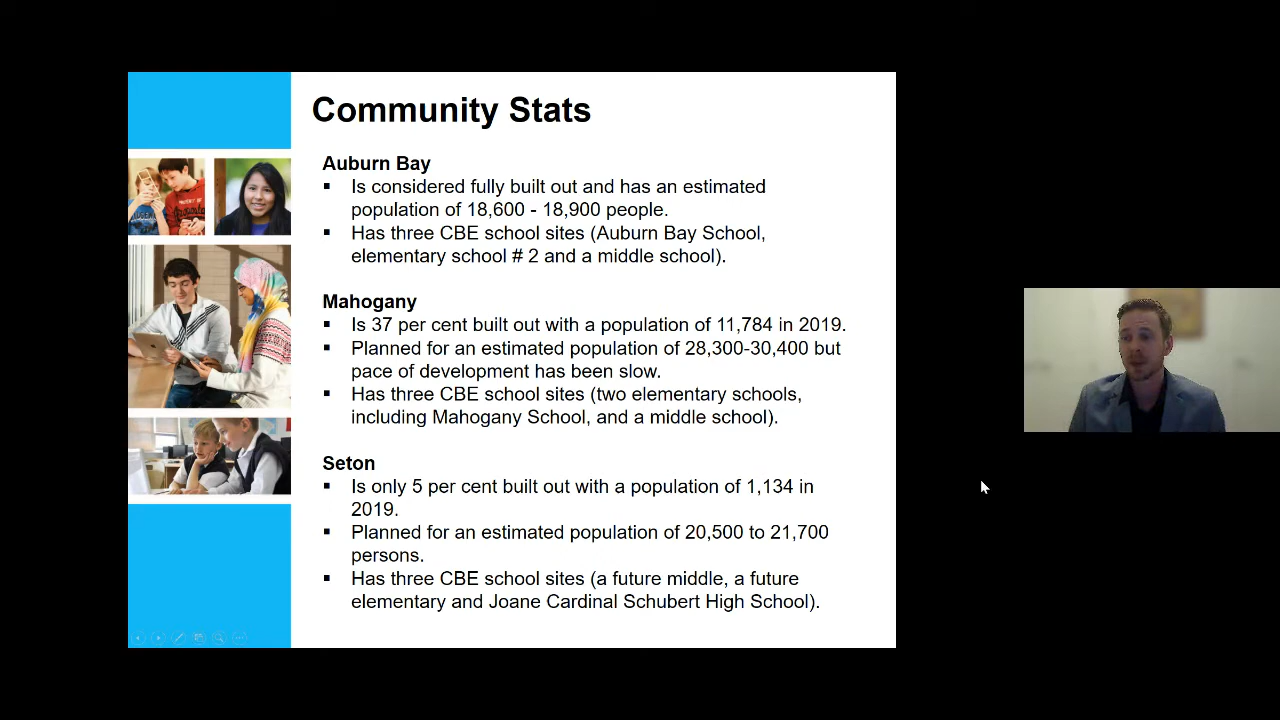 Community Stats
Auburn Bay
▪ Is considered fully built out and has an estimated
population of 18,600 - 18,900 people.
▪ Has three CBE school sites (Auburn Bay School,
elementary school # 2 and a middle school).
Mahogany
▪ Is 37 per cent built out with a population of 11,784 in 2019.
▪ Planned for an estimated population of 28,300-30,400 but
pace of development has been slow.
▪ Has three CBE school sites (two elementary schools,
including Mahogany School, and a middle school).
Seton
▪ Is only 5 per cent built out with a population of 1,134 in
2019.
▪ Planned for an estimated population of 20,500 to 21,700
persons.
▪ Has three CBE school sites (a future middle, a future
elementary and Joane Cardinal Schubert High School).